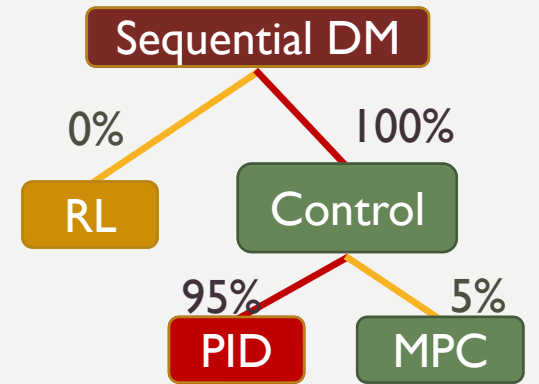 Sequential DM
0%
100%
RL
Control
95%
5%
PID
MPC